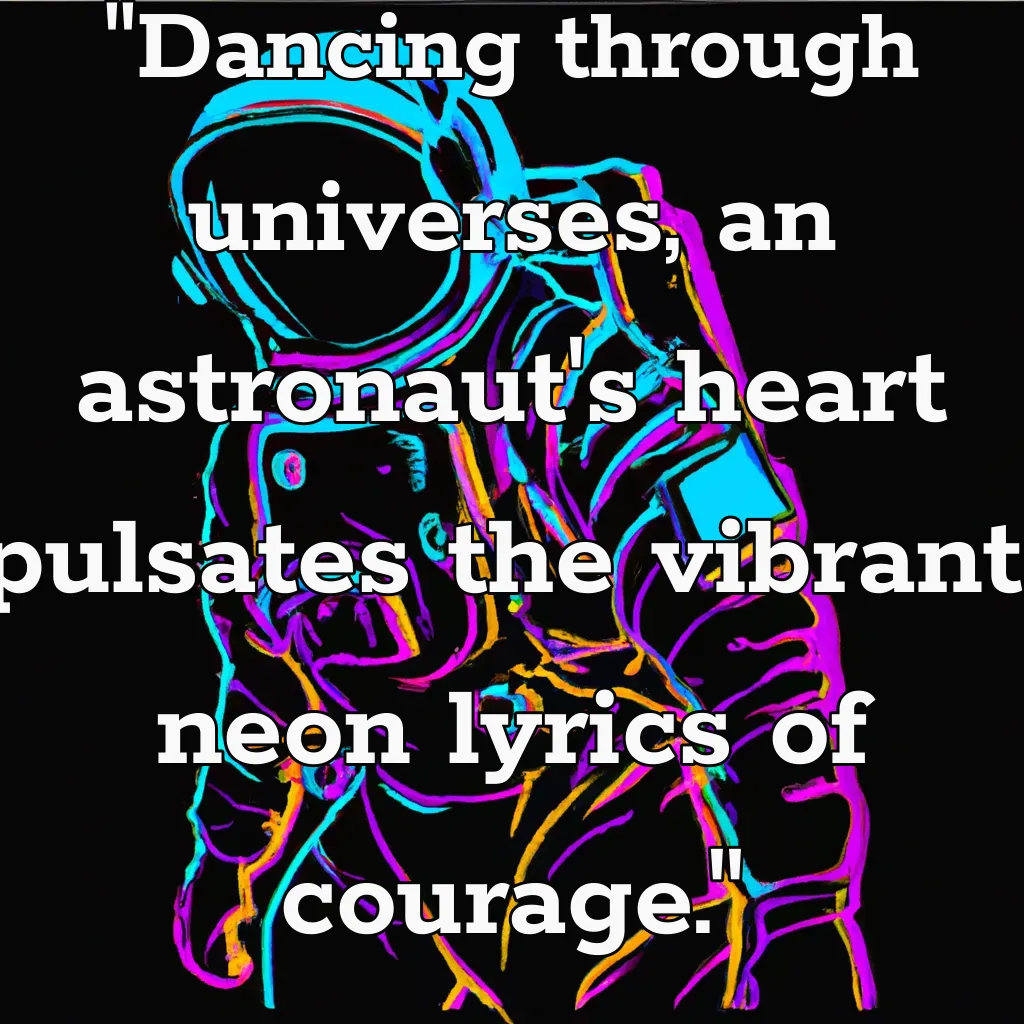 "Dancing through
universes, an
astronaut's heart
pulsates the vibrant
neon lyrics of
courage."